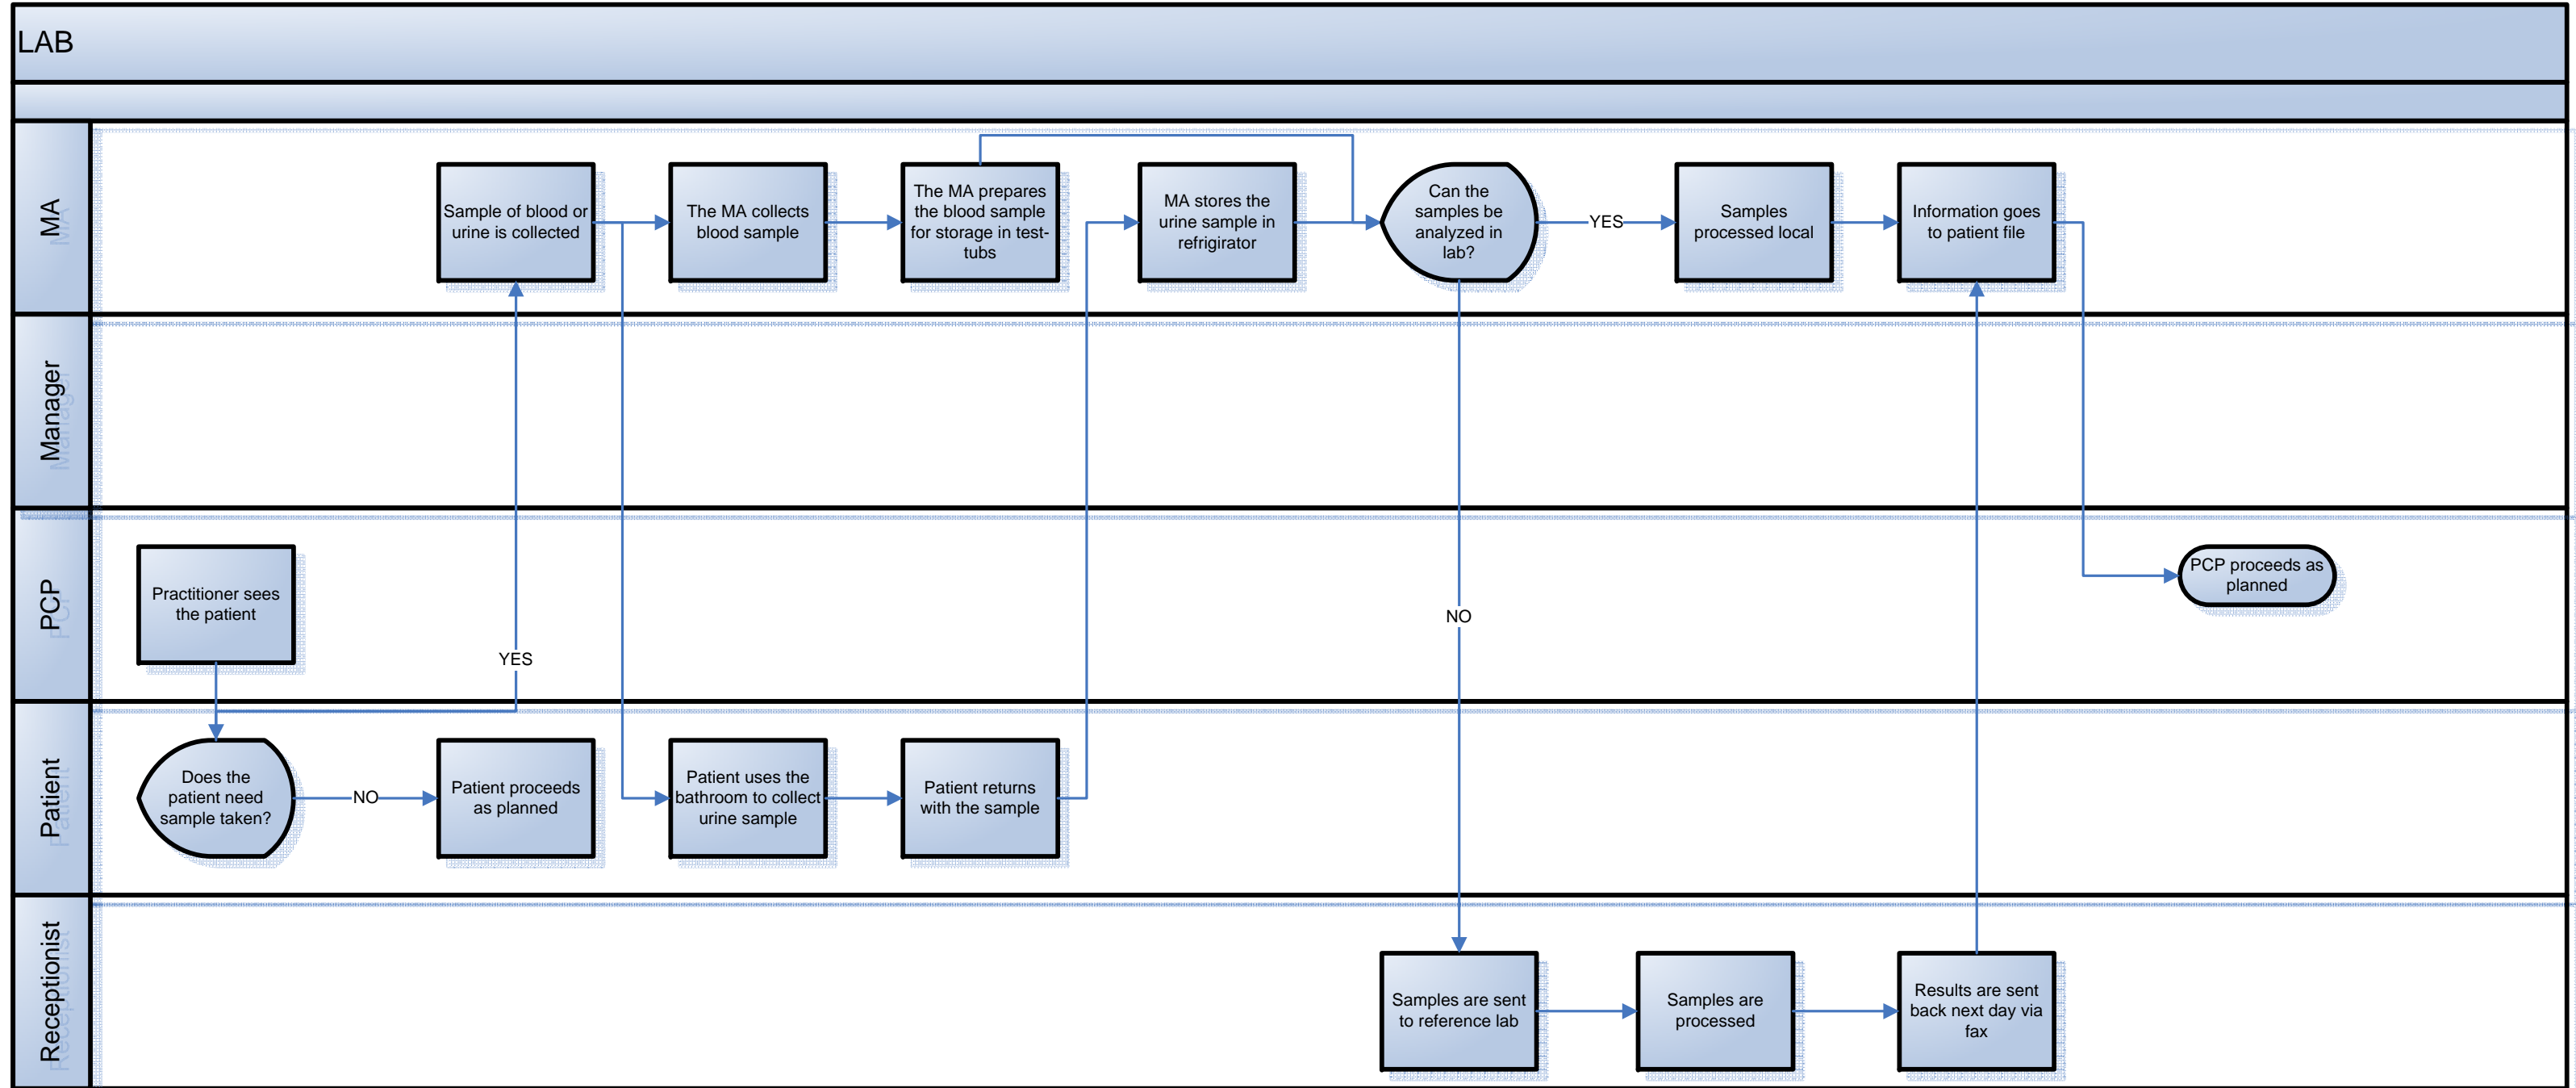 LAB
MA
Sample of blood or
urine is collected
The MA collects
blood sample
The MA prepares
the blood sample
for storage in test-
tubs
MA stores the
urine sample in
refrigirator
Can the
samples be
analyzed in
lab?
YES
Samples
processed local
Information goes
to patient file
Manager
PCP
Practitioner sees
the patient
YES
NO
PCP proceeds as
planned
Patient
Does the
patient need
sample taken?
NO
Patient proceeds
as planned
Patient uses the
bathroom to collect
urine sample
Patient returns
with the sample
Receptionist
Samples are sent
to reference lab
Samples are
processed
Results are sent
back next day via
fax